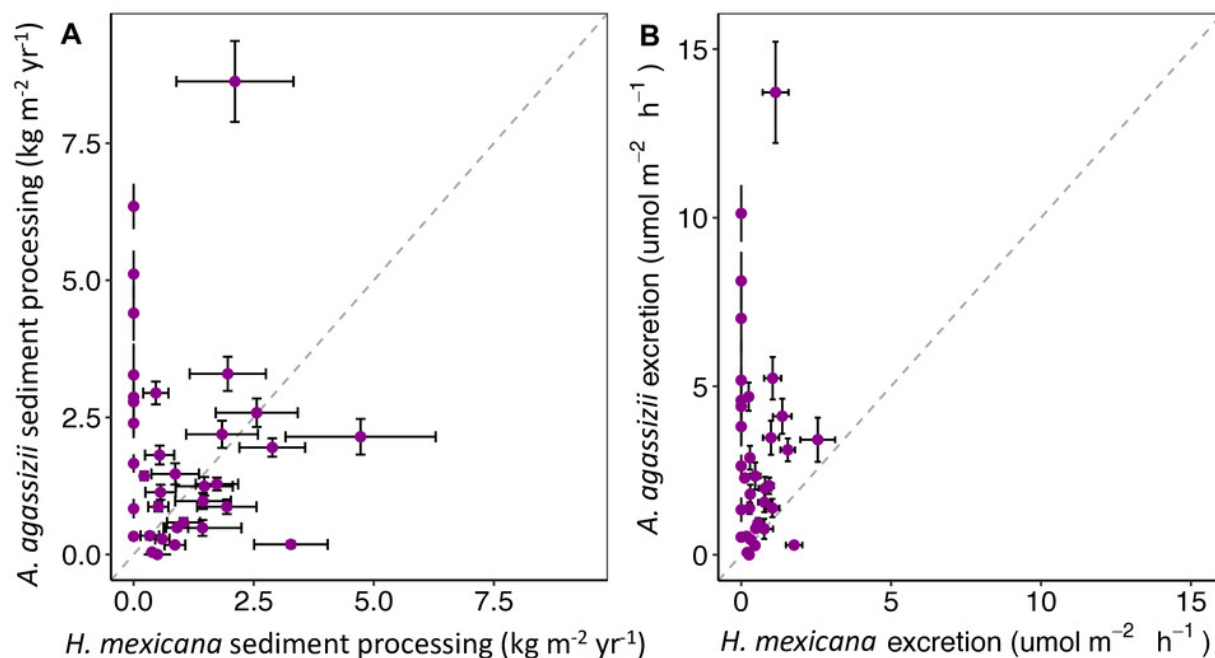 A
A. agassizii sediment processing (kg m⁻² yr⁻¹)
7.5
5.0
2.5
0.0
0.0 2.5 5.0 7.5
H. mexicana sediment processing (kg m⁻² yr⁻¹)
B
A. agassizii excretion (umol m⁻² h⁻¹)
15
10
5
0
0 5 10 15
H. mexicana excretion (umol m⁻² h⁻¹)